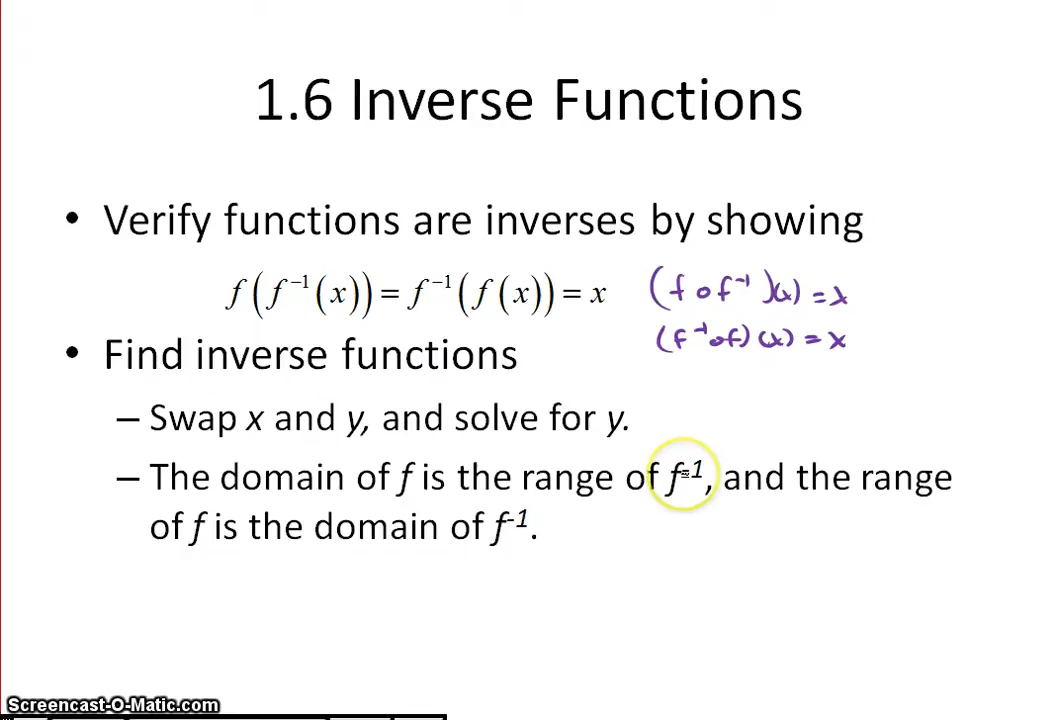 1.6 Inverse Functions
• Verify functions are inverses by showing
f(f⁻¹(x)) = f⁻¹(f(x)) = x (f o f⁻¹)(x) = x
(f⁻¹ o f)(x) = x
• Find inverse functions
– Swap x and y, and solve for y.
– The domain of f is the range of f⁻¹, and the range
of f is the domain of f⁻¹.
Screencast-O-Matic.com